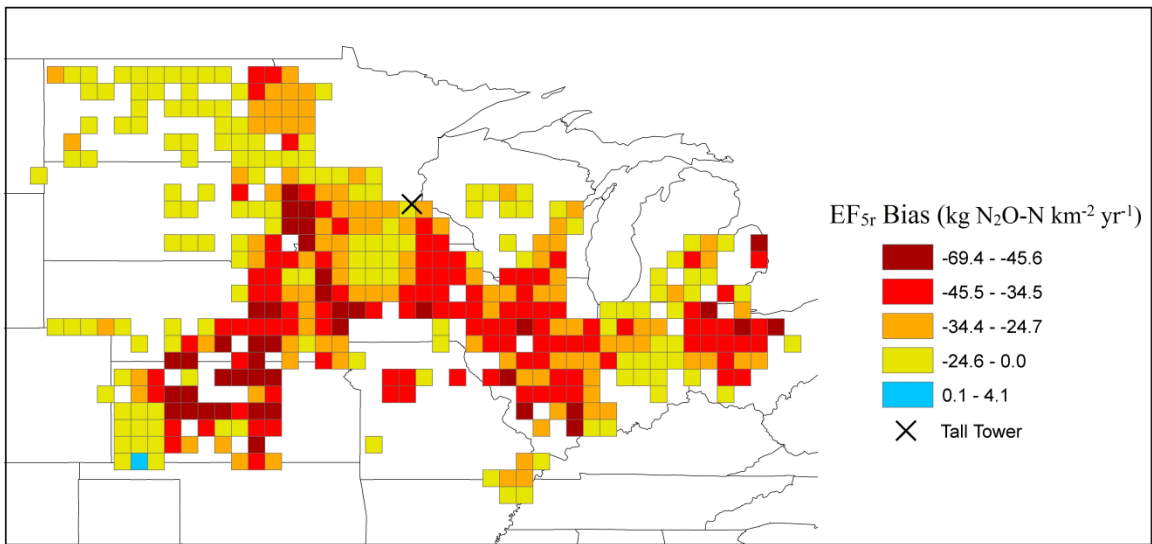 EF₅ᵣ Bias (kg N₂O-N km⁻² yr⁻¹)
-69.4 - -45.6
-45.5 - -34.5
-34.4 - -24.7
-24.6 - 0.0
0.1 - 4.1
Tall Tower